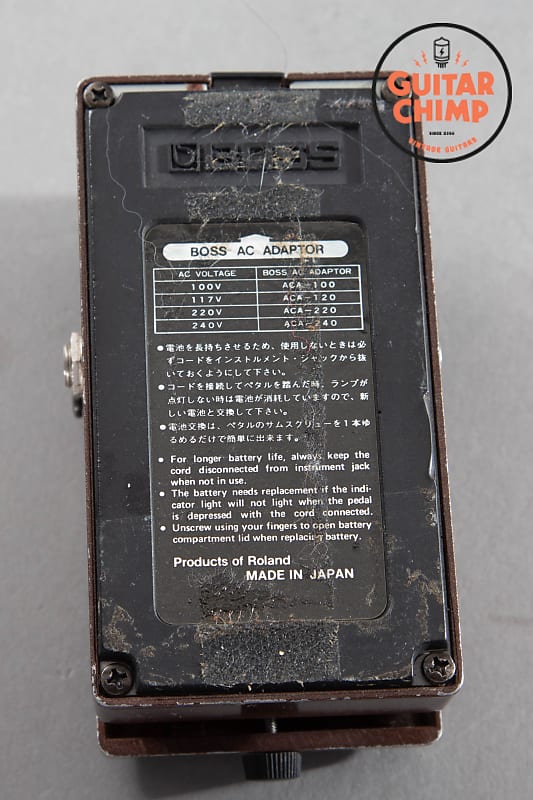 GUITAR
CHIMP
VINTAGE GUITARS
BOSS
BOSS AC ADAPTOR
AC VOLTAGE BOSS AC ADAPTOR
100V ACA-100
117V ACA-120
220V ACA-220
240V ACA-240
●電池を長持ちさせるため、使用しないときは必
ずコードをインストルメント・ジャックから抜
いておくようにして下さい。
●コードを接続してペタルを踏んだ時、ランプが
点灯しない時は電池が消耗していますので、新
しい電池と交換して下さい。
●電池交換は、ペタルのサムスグリューを1本ゆ
るめるだけで簡単に出来ます。
● For longer battery life, always keep the
cord disconnected from instrument jack
when not in use.
● The battery needs replacement if the indi-
cator light will not light when the pedal
is depressed with the cord connected.
● Unscrew using your fingers to open battery
compartment lid when replacing battery.
Products of Roland
MADE IN JAPAN